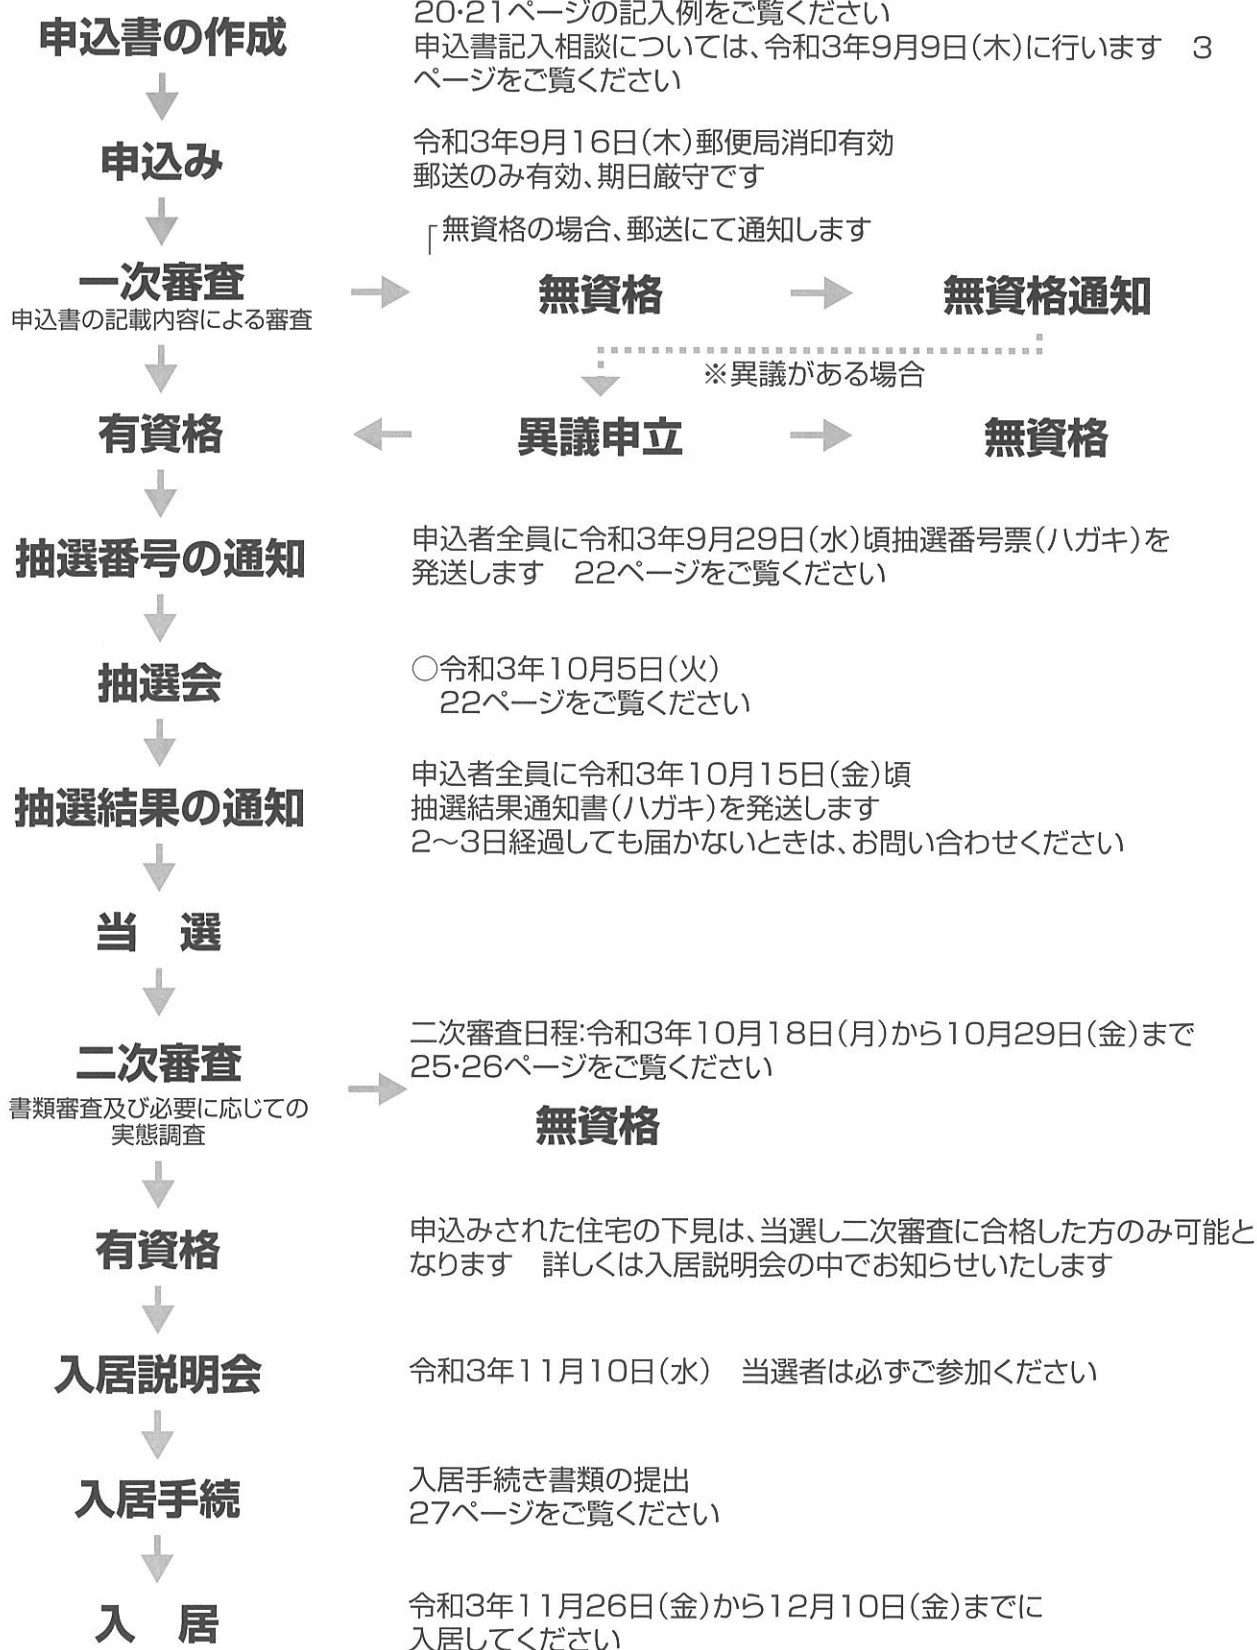 申込書の作成
20・21ページの記入例をご覧ください
申込書記入相談については、令和3年9月9日(木)に行います　3
ページをご覧ください
申込み
令和3年9月16日(木)郵便局消印有効
郵送のみ有効、期日厳守です
無資格の場合、郵送にて通知します
一次審査
申込書の記載内容による審査
無資格
無資格通知
※異議がある場合
有資格
異議申立
無資格
抽選番号の通知
申込者全員に令和3年9月29日(水)頃抽選番号票(ハガキ)を
発送します　22ページをご覧ください
抽選会
○令和3年10月5日(火)
22ページをご覧ください
抽選結果の通知
申込者全員に令和3年10月15日(金)頃
抽選結果通知書(ハガキ)を発送します
2～3日経過しても届かないときは、お問い合わせください
当　選
二次審査
書類審査及び必要に応じての
実態調査
二次審査日程:令和3年10月18日(月)から10月29日(金)まで
25・26ページをご覧ください
無資格
有資格
申込みされた住宅の下見は、当選し二次審査に合格した方のみ可能と
なります　詳しくは入居説明会の中でお知らせいたします
入居説明会
令和3年11月10日(水)　当選者は必ずご参加ください
入居手続
入居手続き書類の提出
27ページをご覧ください
入　居
令和3年11月26日(金)から12月10日(金)までに
入居してください